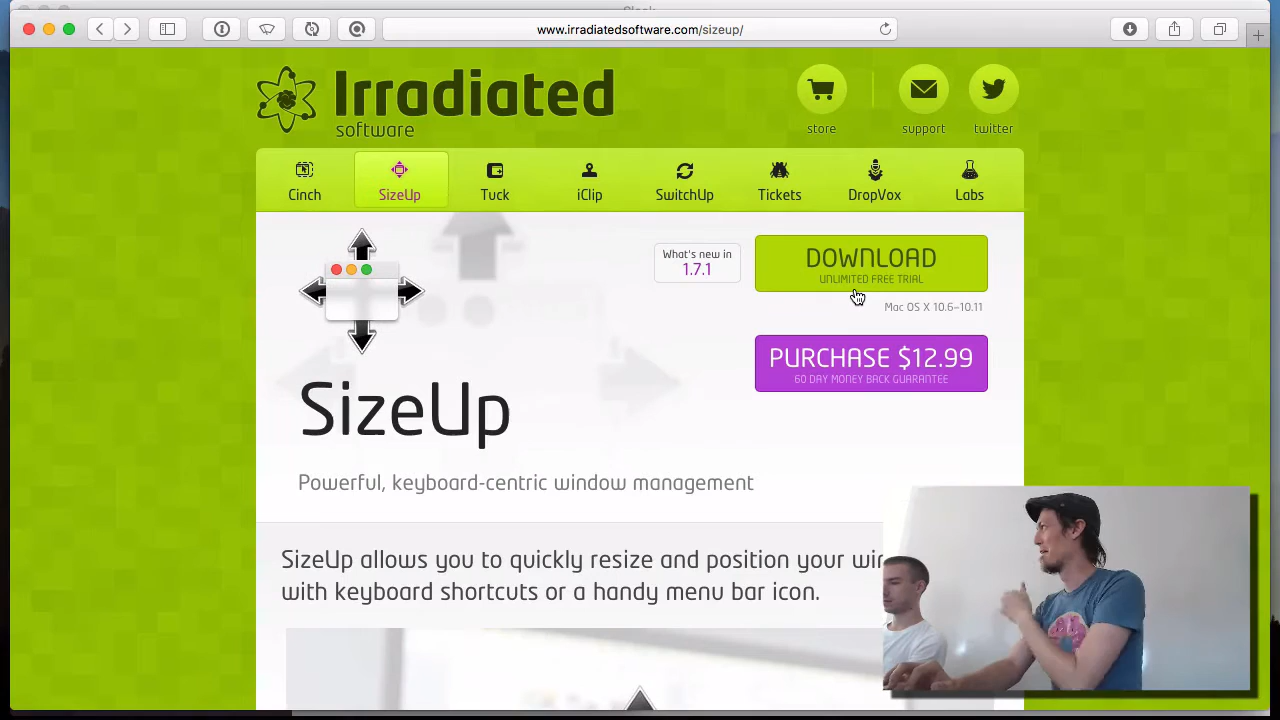 www.irradiatedsoftware.com/sizeup/
Irradiated
software
store
support
twitter
Cinch
SizeUp
Tuck
iClip
SwitchUp
Tickets
DropVox
Labs
What's new in
1.7.1
DOWNLOAD
UNLIMITED FREE TRIAL
Mac OS X 10.6–10.11
PURCHASE $12.99
60 DAY MONEY BACK GUARANTEE
SizeUp
Powerful, keyboard-centric window management
SizeUp allows you to quickly resize and position your
with keyboard shortcuts or a handy menu bar icon.